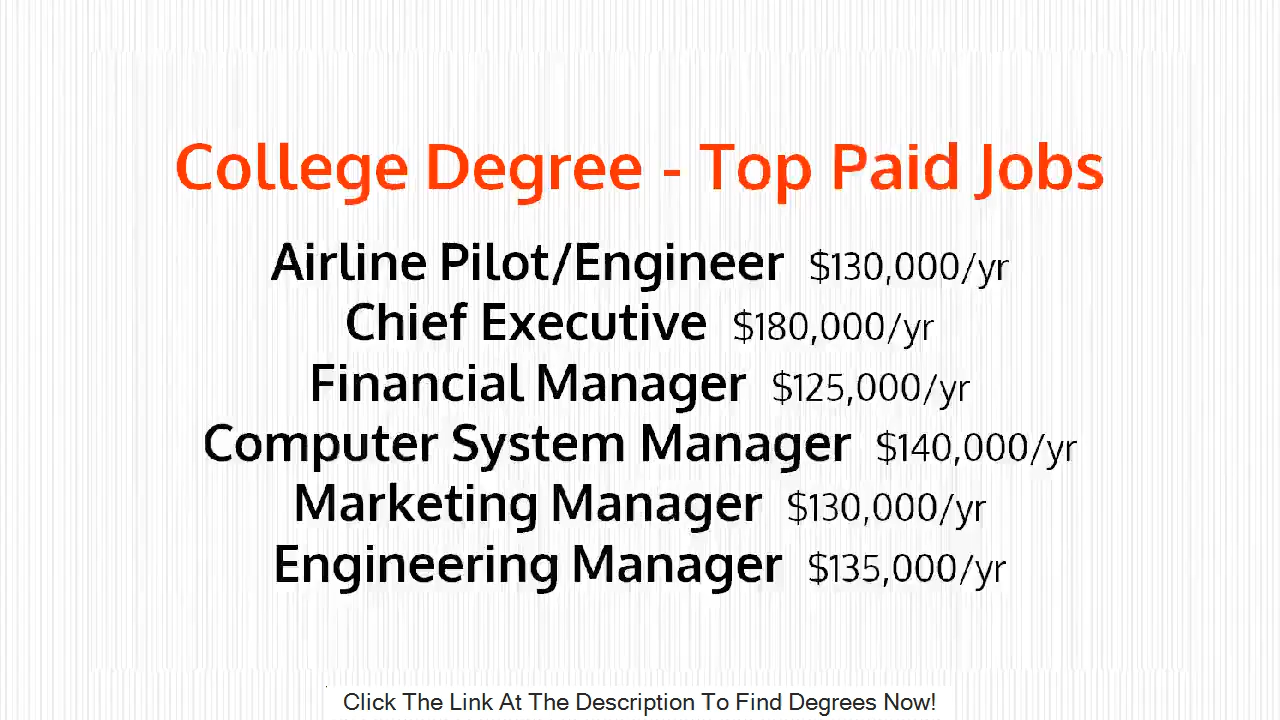 College Degree - Top Paid Jobs
Airline Pilot/Engineer $130,000/yr
Chief Executive $180,000/yr
Financial Manager $125,000/yr
Computer System Manager $140,000/yr
Marketing Manager $130,000/yr
Engineering Manager $135,000/yr
Click The Link At The Description To Find Degrees Now!